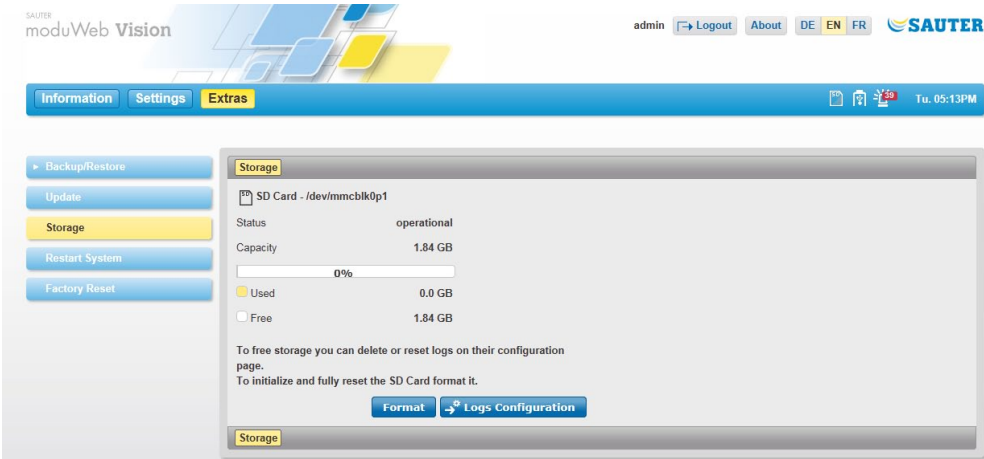 SAUTER
moduWeb Vision
admin Logout About DE EN FR SAUTER
Information Settings Extras
SD 39 Tu. 05:13PM
Backup/Restore
Update
Storage
Restart System
Factory Reset
Storage
SD SD Card - /dev/mmcblk0p1
Status operational
Capacity 1.84 GB
0%
Used 0.0 GB
Free 1.84 GB
To free storage you can delete or reset logs on their configuration
page.
To initialize and fully reset the SD Card format it.
Format Logs Configuration
Storage